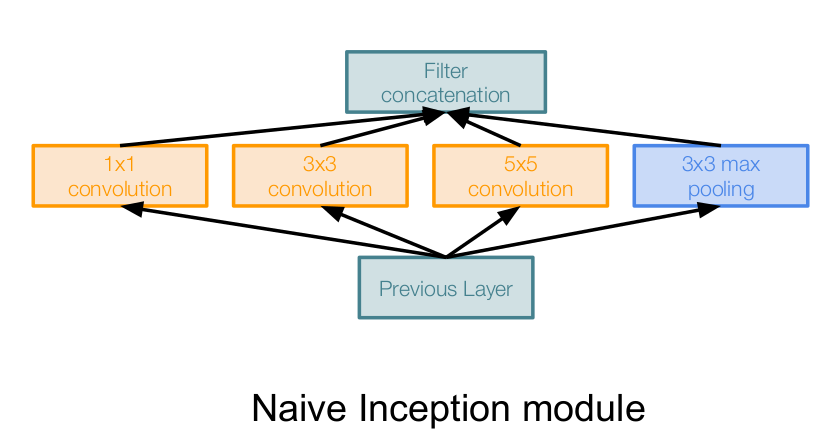 Filter
concatenation
1x1
convolution
3x3
convolution
5x5
convolution
3x3 max
pooling
Previous Layer
Naive Inception module